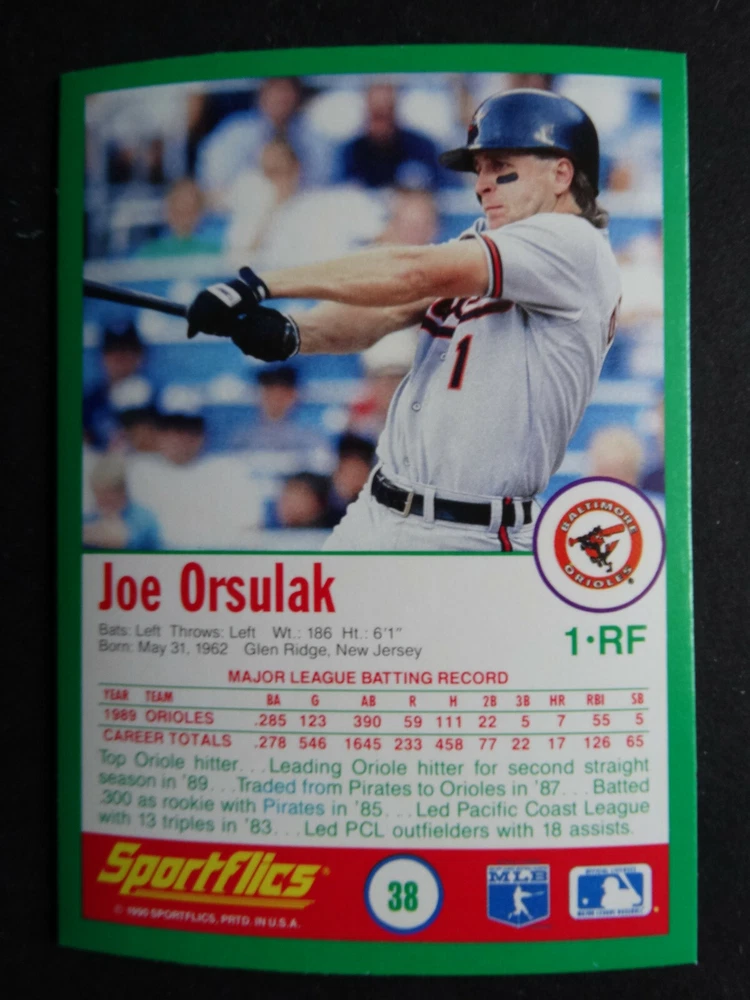 1
BALTIMORE
ORIOLES
Joe Orsulak
Bats: Left Throws: Left Wt.: 186 Ht.: 6'1"
Born: May 31, 1962 Glen Ridge, New Jersey
1·RF
MAJOR LEAGUE BATTING RECORD
YEAR TEAM BA G AB R H 2B 3B HR RBI SB
1989 ORIOLES .285 123 390 59 111 22 5 7 55 5
CAREER TOTALS .278 546 1645 233 458 77 22 17 126 65
Top Oriole hitter. . .Leading Oriole hitter for second straight
season in '89. . .Traded from Pirates to Orioles in '87. . .Batted
.300 as rookie with Pirates in '85. . .Led Pacific Coast League
with 13 triples in '83. . .Led PCL outfielders with 18 assists.
Sportflics
© 1990 SPORTFLICS, PRTD. IN U.S.A.
38
MLB